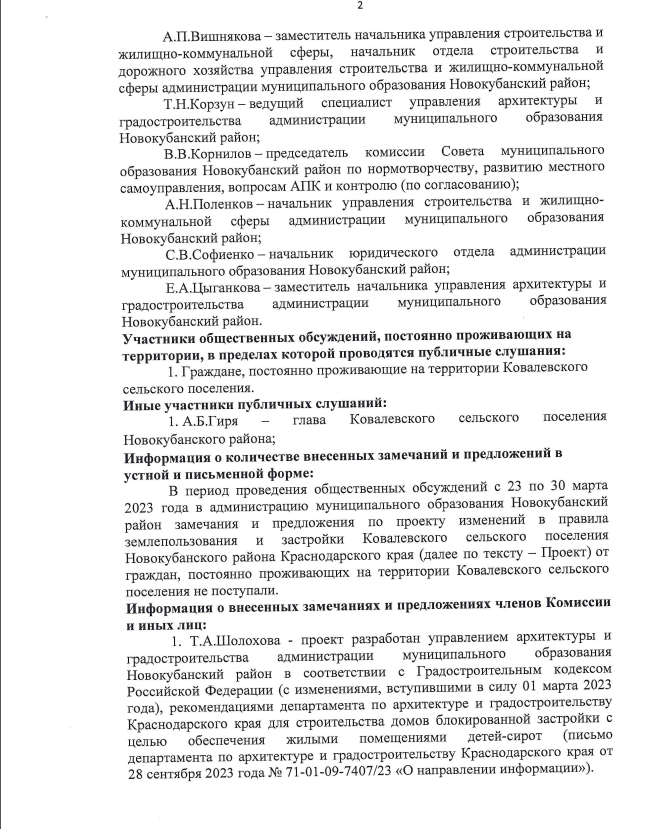 2
А.П.Вишнякова – заместитель начальника управления строительства и
жилищно-коммунальной сферы, начальник отдела строительства и
дорожного хозяйства управления строительства и жилищно-коммунальной
сферы администрации муниципального образования Новокубанский район;
Т.Н.Корзун – ведущий специалист управления архитектуры и
градостроительства администрации муниципального образования
Новокубанский район;
В.В.Корнилов – председатель комиссии Совета муниципального
образования Новокубанский район по нормотворчеству, развитию местного
самоуправления, вопросам АПК и контролю (по согласованию);
А.Н.Поленков – начальник управления строительства и жилищно-
коммунальной сферы администрации муниципального образования
Новокубанский район;
С.В.Софиенко – начальник юридического отдела администрации
муниципального образования Новокубанский район;
Е.А.Цыганкова – заместитель начальника управления архитектуры и
градостроительства администрации муниципального образования
Новокубанский район.
Участники общественных обсуждений, постоянно проживающих на
территории, в пределах которой проводятся публичные слушания:
1. Граждане, постоянно проживающие на территории Ковалевского
сельского поселения.
Иные участники публичных слушаний:
1. А.Б.Гиря – глава Ковалевского сельского поселения
Новокубанского района;
Информация о количестве внесенных замечаний и предложений в
устной и письменной форме:
В период проведения общественных обсуждений с 23 по 30 марта
2023 года в администрацию муниципального образования Новокубанский
район замечания и предложения по проекту изменений в правила
землепользования и застройки Ковалевского сельского поселения
Новокубанского района Краснодарского края (далее по тексту – Проект) от
граждан, постоянно проживающих на территории Ковалевского сельского
поселения не поступали.
Информация о внесенных замечаниях и предложениях членов Комиссии
и иных лиц:
1. Т.А.Шолохова - проект разработан управлением архитектуры и
градостроительства администрации муниципального образования
Новокубанский район в соответствии с Градостроительным кодексом
Российской Федерации (с изменениями, вступившими в силу 01 марта 2023
года), рекомендациями департамента по архитектуре и градостроительству
Краснодарского края для строительства домов блокированной застройки с
целью обеспечения жилыми помещениями детей-сирот (письмо
департамента по архитектуре и градостроительству Краснодарского края от
28 сентября 2023 года № 71-01-09-7407/23 «О направлении информации»).